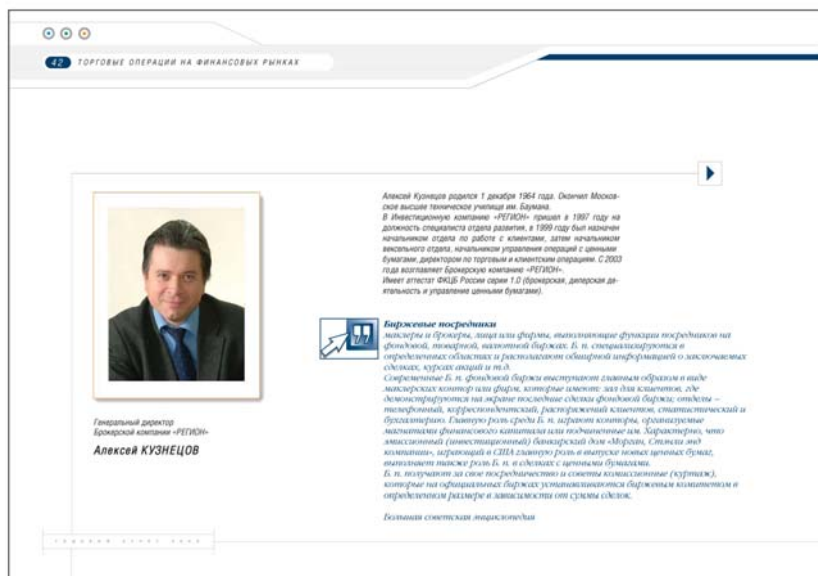 42 ТОРГОВЫЕ ОПЕРАЦИИ НА ФИНАНСОВЫХ РЫНКАХ
Алексей Кузнецов родился 1 декабря 1964 года. Окончил Москов-
ское высшее техническое училище им. Баумана.
В Инвестиционную компанию «РЕГИОН» пришел в 1997 году на
должность специалиста отдела развития, в 1999 году был назначен
начальником отдела по работе с клиентами, затем начальником
вексельного отдела, начальником управления операций с ценными
бумагами, директором по торговым и клиентским операциям. С 2003
года возглавляет Брокерскую компанию «РЕГИОН».
Имеет аттестат ФКЦБ России серии 1.0 (брокерская, дилерская де-
ятельность и управление ценными бумагами).
Генеральный директор
Брокерской компании «РЕГИОН»
Алексей КУЗНЕЦОВ
Биржевые посредники
маклеры и брокеры, лица или фирмы, выполняющие функции посредников на
фондовой, товарной, валютной биржах. Б. п. специализируются в
определенных областях и располагают обширной информацией о заключаемых
сделках, курсах акций и т.д.
Современные Б. п. фондовой биржи выступают главным образом в виде
маклерских контор или фирм, которые имеют: зал для клиентов, где
демонстрируются на экране последние сделки фондовой биржи; отделы –
телефонный, корреспондентский, распоряжений клиентов, статистический и
бухгалтерию. Главную роль среди Б. п. играют конторы, организуемые
магнатами финансового капитала или подчиненные им. Характерно, что
эмиссионный (инвестиционный) банкирский дом «Морган, Стэнли энд
компани», играющий в США главную роль в выпуске новых ценных бумаг,
выполняет также роль Б. п. в сделках с ценными бумагами.
Б. п. получают за свое посредничество и советы комиссионные (куртаж),
которые на официальных биржах устанавливаются биржевым комитетом в
определенном размере в зависимости от суммы сделок.
Большая советская энциклопедия